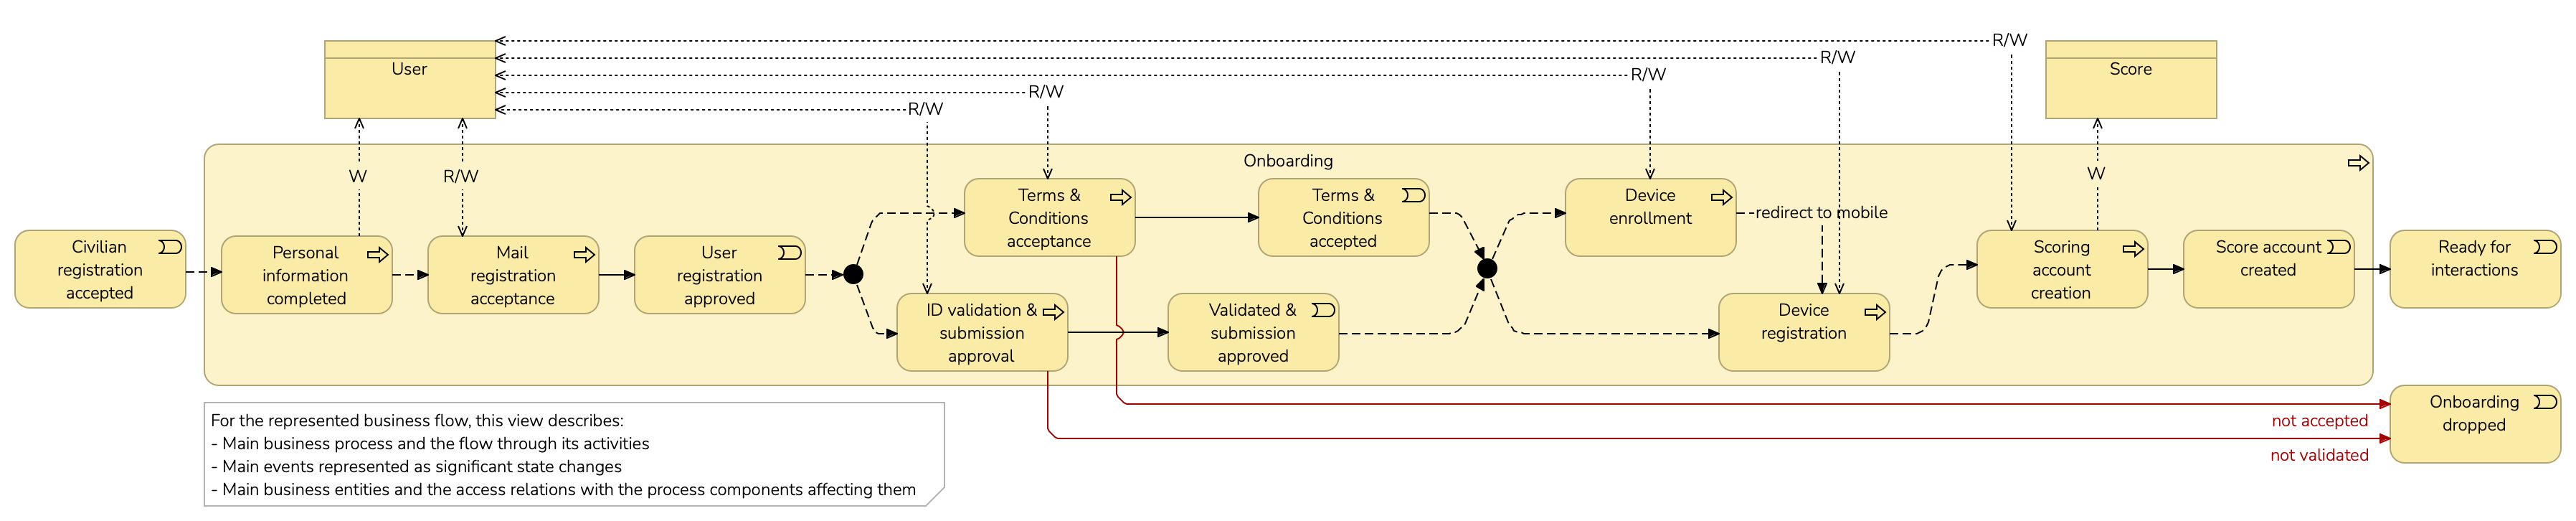 R/W
R/W
User
Score
R/W
R/W
R/W
Onboarding
W
R/W
W
Civilian
registration
accepted
Personal
information
completed
Mail
registration
acceptance
User
registration
approved
Terms &
Conditions
acceptance
Terms &
Conditions
accepted
ID validation &
submission
approval
Validated &
submission
approved
Device
enrollment
redirect to mobile
Device
registration
Scoring
account
creation
Score account
created
Ready for
interactions
Onboarding
dropped
not accepted
not validated
For the represented business flow, this view describes:
- Main business process and the flow through its activities
- Main events represented as significant state changes
- Main business entities and the access relations with the process components affecting them